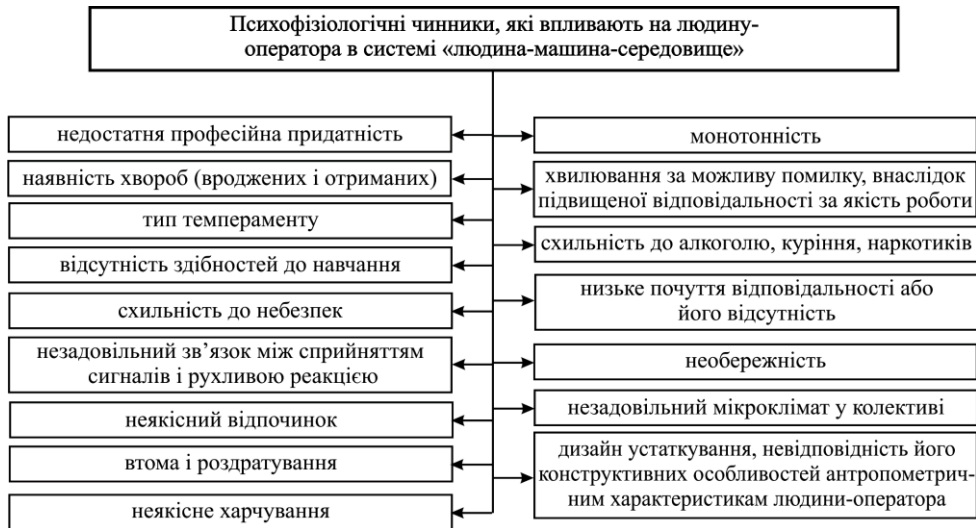 Психофізіологічні чинники, які впливають на людину-
оператора в системі «людина-машина-середовище»
недостатня професійна придатність
наявність хвороб (вроджених і отриманих)
тип темпераменту
відсутність здібностей до навчання
схильність до небезпек
незадовільний зв’язок між сприйняттям
сигналів і рухливою реакцією
неякісний відпочинок
втома і роздратування
неякісне харчування
монотонність
хвилювання за можливу помилку, внаслідок
підвищеної відповідальності за якість роботи
схильність до алкоголю, куріння, наркотиків
низьке почуття відповідальності або
його відсутність
необережність
незадовільний мікроклімат у колективі
дизайн устаткування, невідповідність його
конструктивних особливостей антропометрич-
ним характеристикам людини-оператора